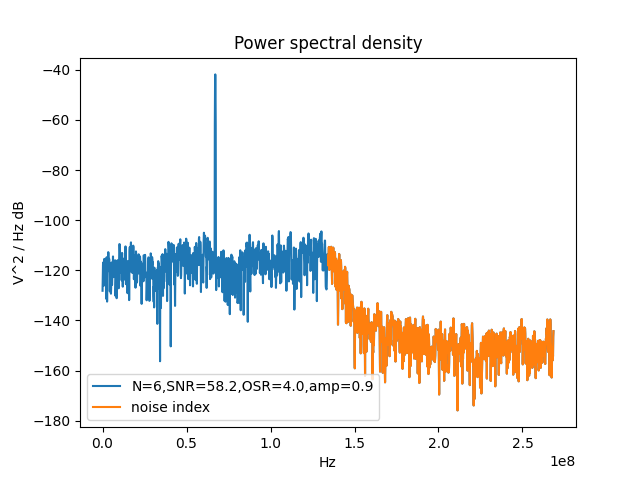 Power spectral density
V^2 / Hz dB
−40
−60
−80
−100
−120
−140
−160
−180
N=6,SNR=58.2,OSR=4.0,amp=0.9
noise index
0.0 0.5 1.0 1.5 2.0 2.5
Hz
1e8